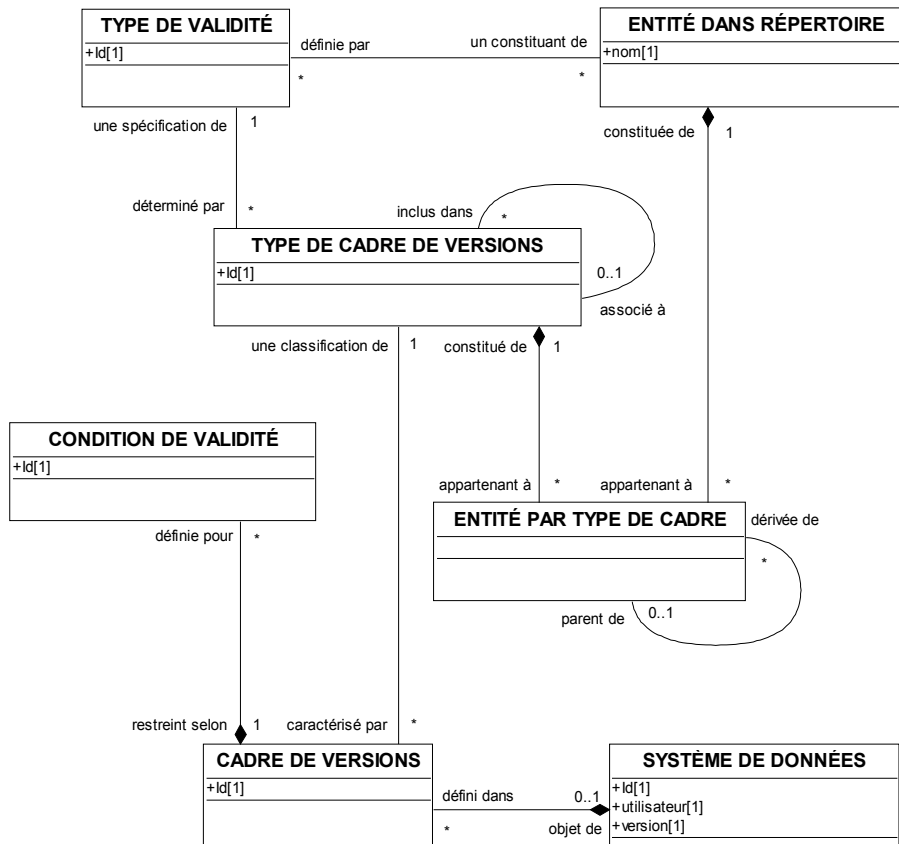 TYPE DE VALIDITÉ
+Id[1]
ENTITÉ DANS RÉPERTOIRE
+nom[1]
définie par
un constituant de
*
*
une spécification de
1
constituée de
1
déterminé par
*
inclus dans
*
TYPE DE CADRE DE VERSIONS
+Id[1]
0..1
associé à
une classification de
1
constitué de
1
CONDITION DE VALIDITÉ
+Id[1]
appartenant à
*
appartenant à
*
ENTITÉ PAR TYPE DE CADRE
dérivée de
*
définie pour
*
parent de
0..1
restreint selon
1
caractérisé par
*
CADRE DE VERSIONS
+Id[1]
défini dans
0..1
*
objet de
SYSTÈME DE DONNÉES
+Id[1]
+utilisateur[1]
+version[1]